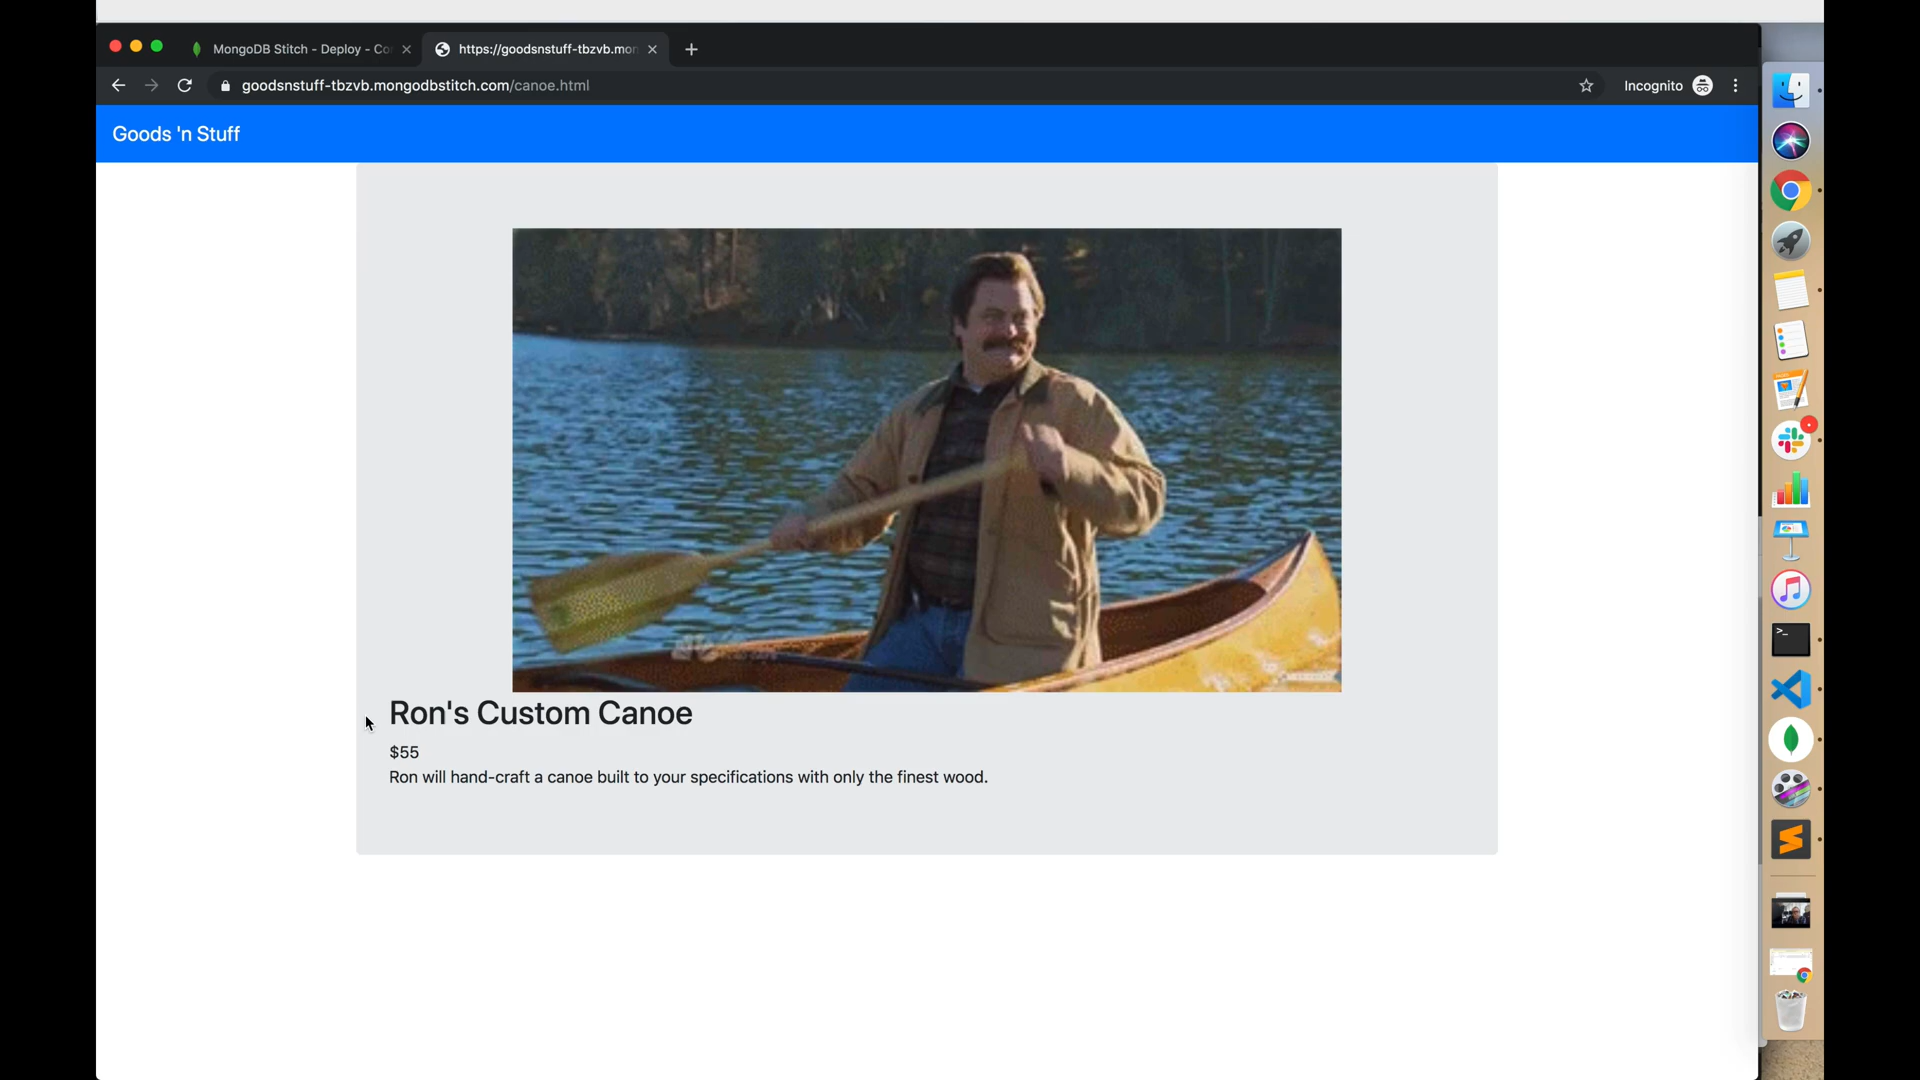 MongoDB Stitch - Deploy - Co
https://goodsnstuff-tbzvb.mon
goodsnstuff-tbzvb.mongodbstitch.com/canoe.html
Incognito
Goods 'n Stuff
Ron's Custom Canoe
$55
Ron will hand-craft a canoe built to your specifications with only the finest wood.